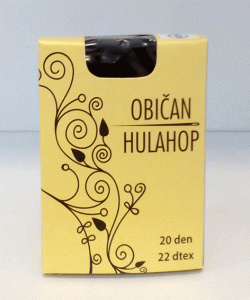 OBIČAN
HULAHOP
20 den
22 dtex